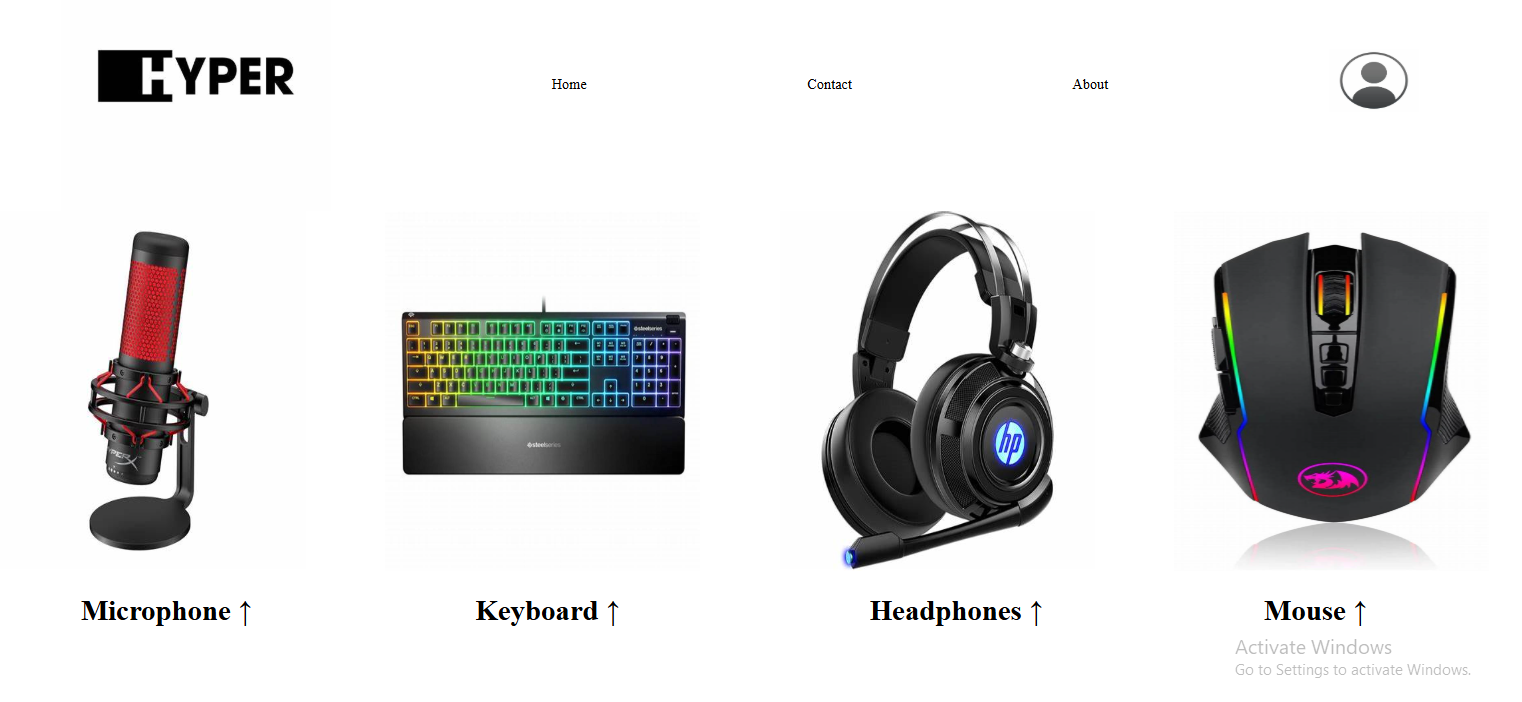 HYPER
Home
Contact
About
steelseries
steelseries
hp
Microphone ↑
Keyboard ↑
Headphones ↑
Mouse ↑
Activate Windows
Go to Settings to activate Windows.